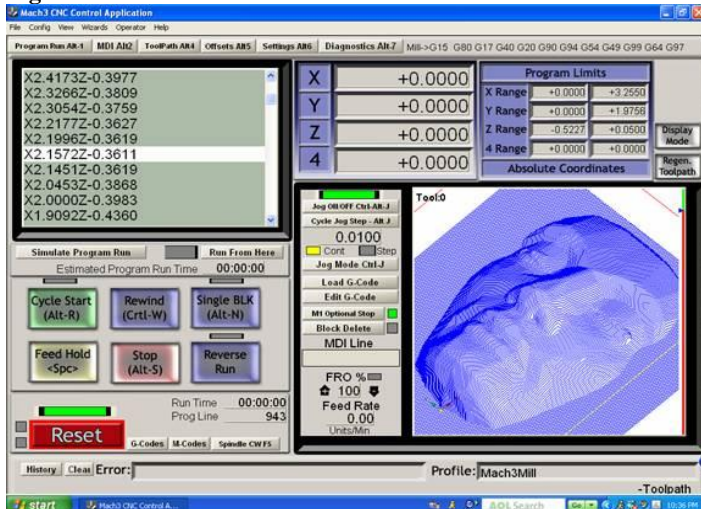 Mach3 CNC Control Application
File Config View Wizards Operator Help
Program Run Alt-1 MDI Alt2 ToolPath Alt4 Offsets Alt5 Settings Alt6 Diagnostics Alt-7 Mill->G15 G80 G17 G40 G20 G90 G94 G54 G49 G99 G64 G97
X2.4173Z-0.3977
X2.3266Z-0.3809
X2.3054Z-0.3759
X2.2177Z-0.3627
X2.1996Z-0.3619
X2.1572Z-0.3611
X2.1451Z-0.3619
X2.0453Z-0.3868
X2.0000Z-0.3983
X1.9092Z-0.4360
X +0.0000
Y +0.0000
Z +0.0000
4 +0.0000
Program Limits
X Range +0.0000 +3.2550
Y Range +0.0000 +1.9756
Z Range -0.5227 +0.0500
4 Range +0.0000 +0.0000
Absolute Coordinates
Display Mode
Regen. Toolpath
Simulate Program Run Run From Here
Estimated Program Run Time 00:00:00
Cycle Start (Alt-R)
Rewind (Crtl-W)
Single BLK (Alt-N)
Feed Hold <Spc>
Stop (Alt-S)
Reverse Run
Run Time 00:00:00
Prog Line 943
Reset
G-Codes M-Codes Spindle CW F5
Jog ON/OFF Ctrl-Alt-J
Cycle Jog Step - Alt J
0.0100
Cont Step
Jog Mode Ctrl-J
Load G-Code
Edit G-Code
M1 Optional Stop
Block Delete
MDI Line
FRO %
100
Feed Rate
0.00
Units/Min
Tool:0
History Clear Error: Profile: Mach3Mill
-Toolpath
start Mach3 CNC Control A... AOL Search 10:36 PM